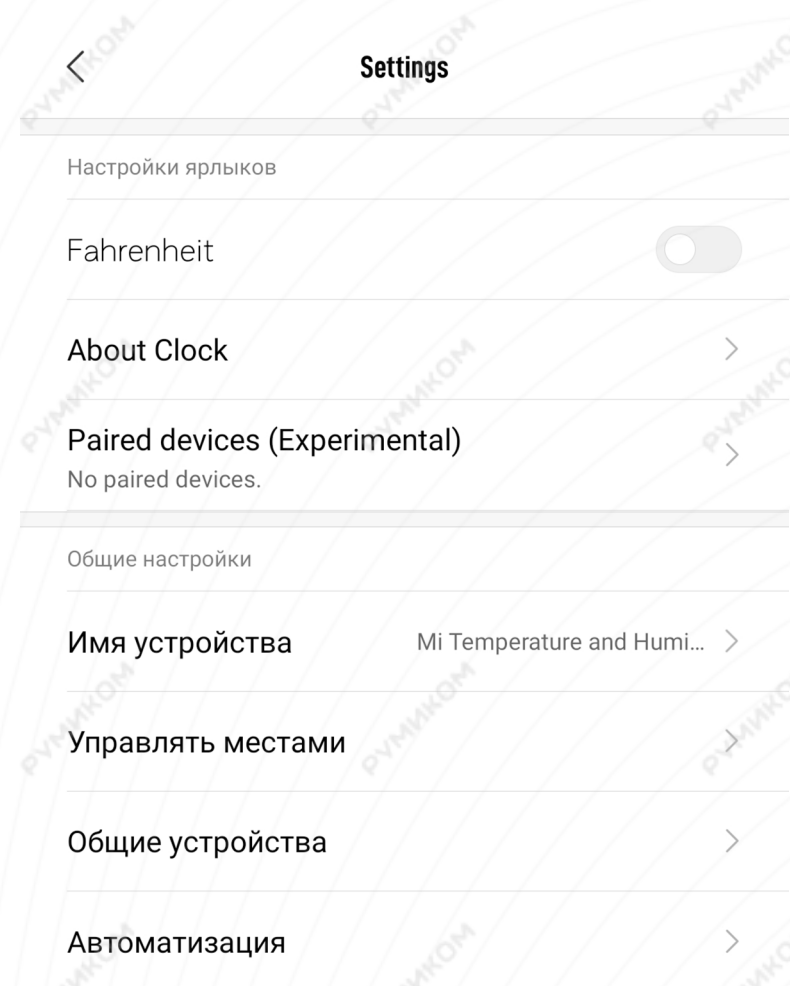 Settings
Настройки ярлыков
Fahrenheit
About Clock
Paired devices (Experimental)
No paired devices.
Общие настройки
Имя устройства Mi Temperature and Humi...
Управлять местами
Общие устройства
Автоматизация
РУМИКОМ